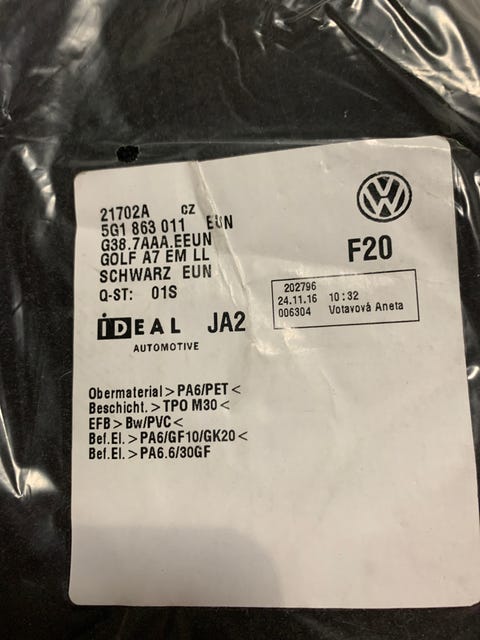 21702A CZ
5G1 863 011 EUN
G38.7AAA.EEUN
GOLF A7 EM LL
SCHWARZ EUN
Q-ST: 01S
VW
F20
202796
24.11.16 10:32
006304 Votavová Aneta
IDEAL JA2
AUTOMOTIVE
Obermaterial>PA6/PET<
Beschicht.>TPO M30<
EFB>Bw/PVC<
Bef.El.>PA6/GF10/GK20<
Bef.El.>PA6.6/30GF